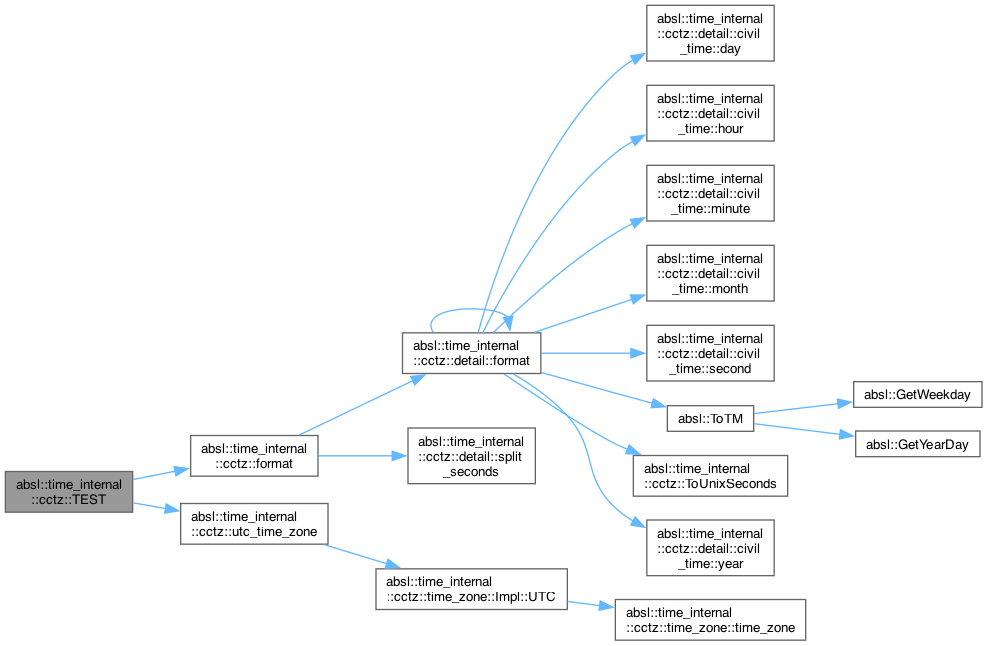 absl::time_internal
::cctz::TEST
absl::time_internal
::cctz::format
absl::time_internal
::cctz::detail::format
absl::time_internal
::cctz::detail::civil
_time::day
absl::time_internal
::cctz::detail::civil
_time::hour
absl::time_internal
::cctz::detail::civil
_time::minute
absl::time_internal
::cctz::detail::civil
_time::month
absl::time_internal
::cctz::detail::civil
_time::second
absl::ToTM
absl::GetWeekday
absl::GetYearDay
absl::time_internal
::cctz::ToUnixSeconds
absl::time_internal
::cctz::detail::civil
_time::year
absl::time_internal
::cctz::detail::split
_seconds
absl::time_internal
::cctz::utc_time_zone
absl::time_internal
::cctz::time_zone::Impl::UTC
absl::time_internal
::cctz::time_zone::time_zone